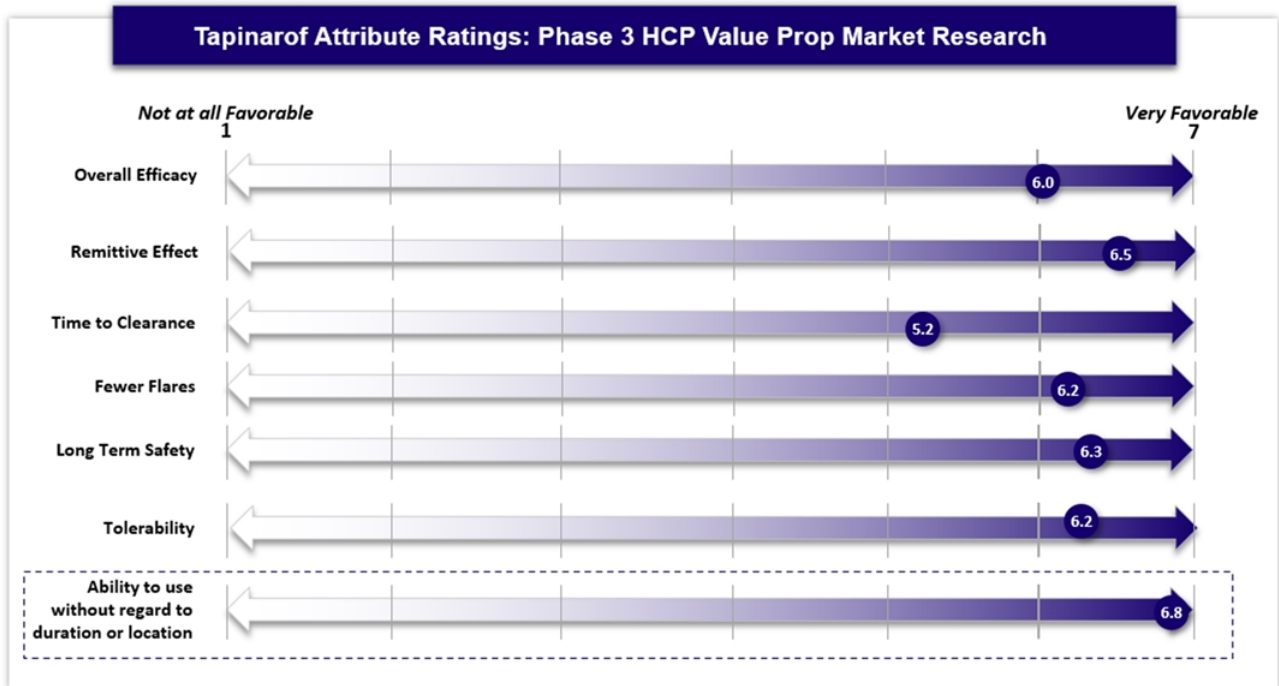 Tapinarof Attribute Ratings: Phase 3 HCP Value Prop Market Research
Not at all Favorable
1
Very Favorable
7
Overall Efficacy
6.0
Remittive Effect
6.5
Time to Clearance
5.2
Fewer Flares
6.2
Long Term Safety
6.3
Tolerability
6.2
Ability to use
without regard to
duration or location
6.8